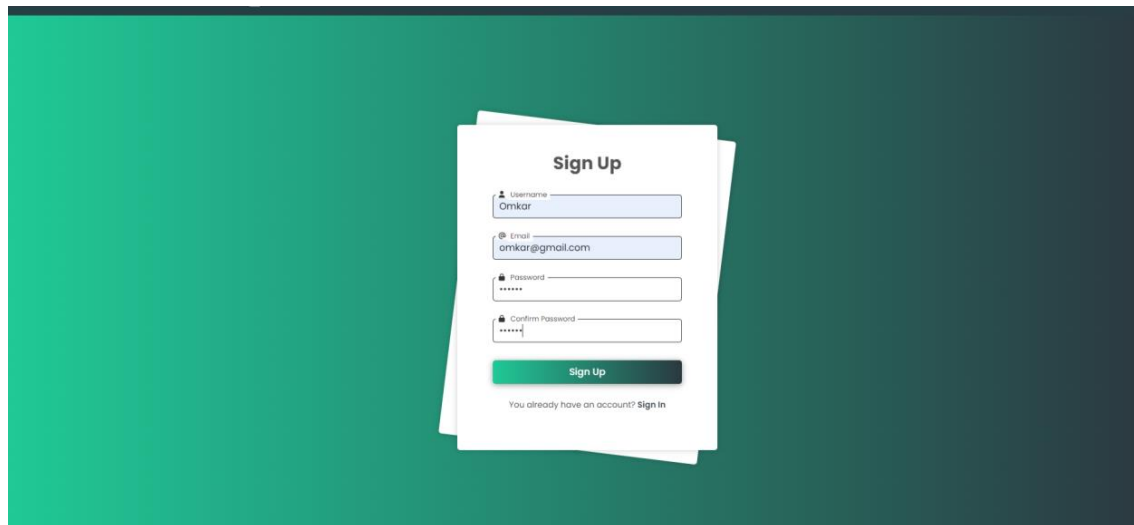 Sign Up
Username
Omkar
@ Email
omkar@gmail.com
Password
••••••
Confirm Password
••••••
Sign Up
You already have an account? Sign In